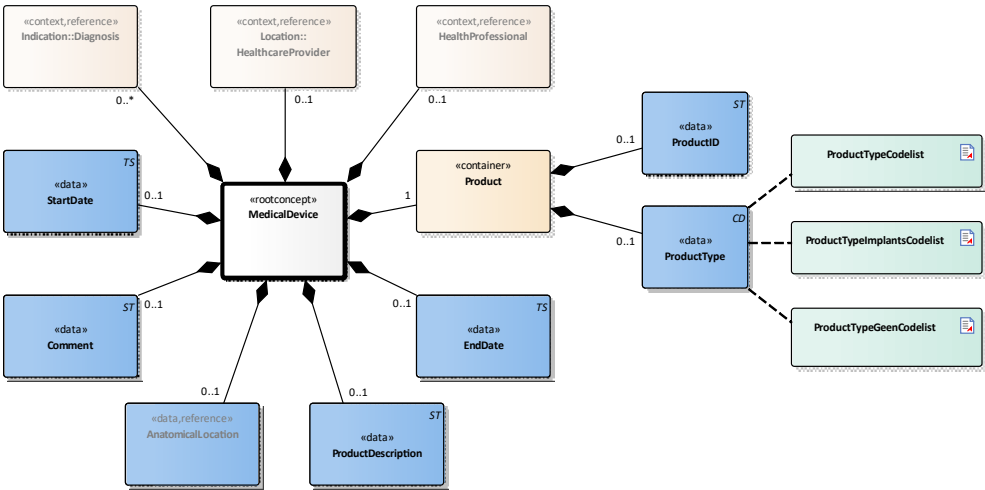 «context,reference»
Indication::Diagnosis
«context,reference»
Location::
HealthcareProvider
«context,reference»
HealthProfessional
0..*
0..1
0..1
ST
«data»
ProductID
0..1
TS
«data»
StartDate
0..1
«rootconcept»
MedicalDevice
1
«container»
Product
ProductTypeCodelist
CD
«data»
ProductType
0..1
ProductTypeImplantsCodelist
ProductTypeGeenCodelist
ST
«data»
Comment
0..1
0..1
TS
«data»
EndDate
0..1
0..1
«data,reference»
AnatomicalLocation
ST
«data»
ProductDescription